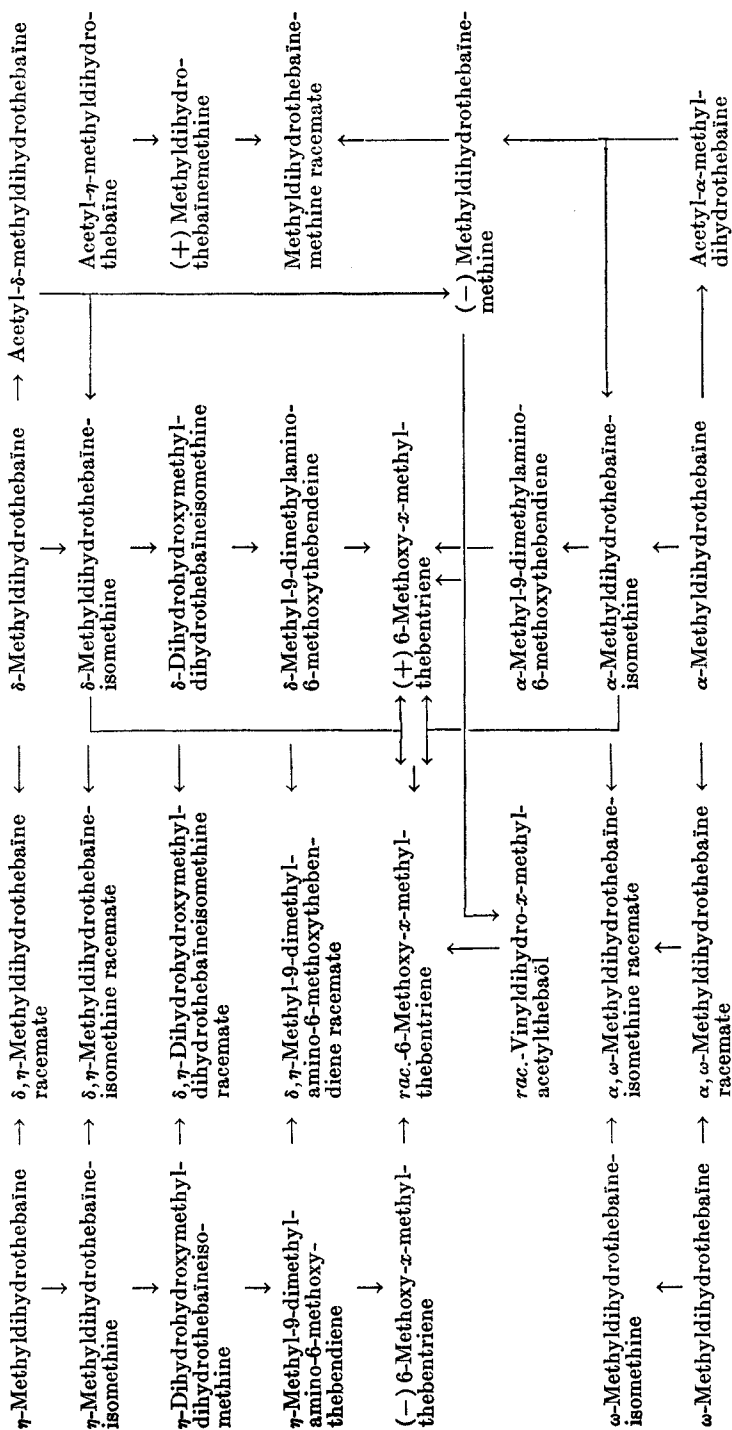 η-Methyldihydrothebaïne
δ,η-Methyldihydrothebaïne
racemate
δ-Methyldihydrothebaïne
Acetyl-δ-methyldihydrothebaïne
η-Methyldihydrothebaïne-
isomethine
δ,η-Methyldihydrothebaïne-
isomethine racemate
δ-Methyldihydrothebaïne-
isomethine
Acetyl-η-methyldihydro-
thebaïne
η-Dihydrohydroxymethyl-
dihydrothebaïneiso-
methine
δ,η-Dihydrohydroxymethyl-
dihydrothebaïneisomethine
racemate
δ-Dihydrohydroxymethyl-
dihydrothebaïneisomethine
(+) Methyldihydro-
thebaïnemethine
η-Methyl-9-dimethyl-
amino-6-methoxy-
thebendiene
δ,η-Methyl-9-dimethyl-
amino-6-methoxytheben-
diene racemate
δ-Methyl-9-dimethylamino-
6-methoxythebendeine
Methyldihydrothebaïne-
methine racemate
(−) 6-Methoxy-x-methyl-
thebentriene
rac.-6-Methoxy-x-methyl-
thebentriene
(+) 6-Methoxy-x-methyl-
thebentriene
rac.-Vinyldihydro-x-methyl-
acetylthebaöl
α-Methyl-9-dimethylamino-
6-methoxythebendiene
(−) Methyldihydrothebaïne-
methine
ω-Methyldihydrothebaïne-
isomethine
α,ω-Methyldihydrothebaïne-
isomethine racemate
α-Methyldihydrothebaïne-
isomethine
ω-Methyldihydrothebaïne
α,ω-Methyldihydrothebaïne
racemate
α-Methyldihydrothebaïne
Acetyl-α-methyl-
dihydrothebaïne